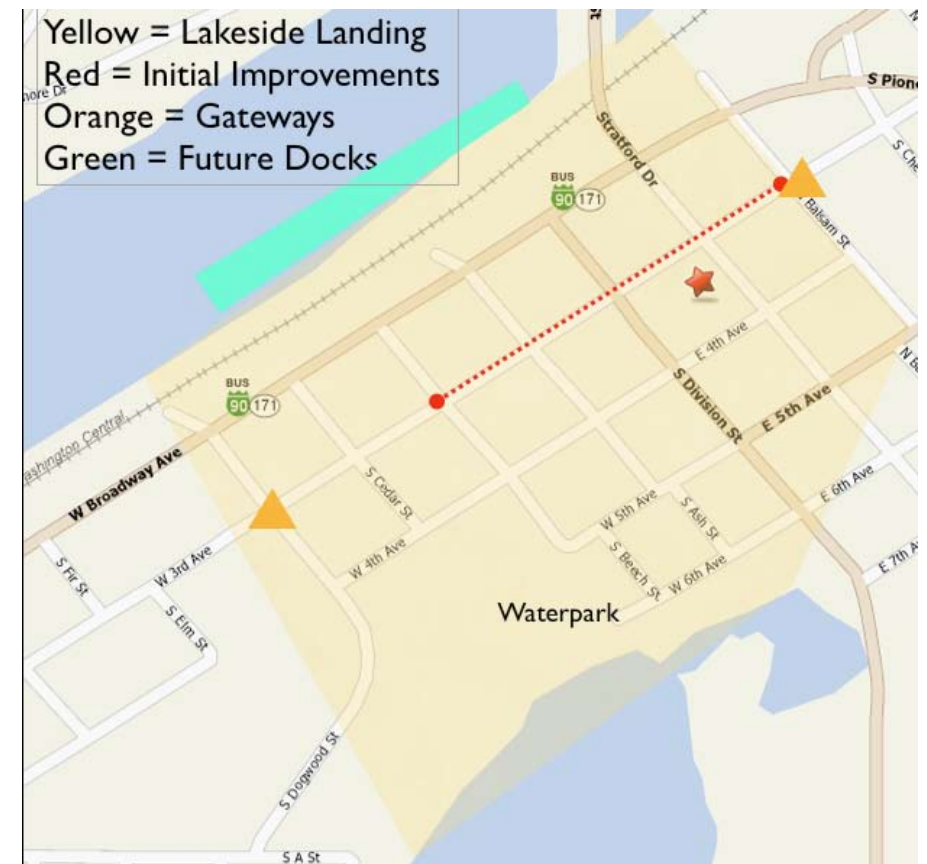 Yellow = Lakeside Landing
Red = Initial Improvements
Orange = Gateways
Green = Future Docks
S Pion
Stratford Dr
BUS
90 171
Balsam St
E 4th Ave
S Division St
E 5th Ave
BUS
90 171
ashington Central
W Broadway Ave
S Cedar St
W 4th Ave
W 5th Ave
S Ash St
E 6th Ave
S Fir St
W 3rd Ave
S Beech St
W 6th Ave
E 7th A
S Elm St
Waterpark
S Dogwood St
S A St